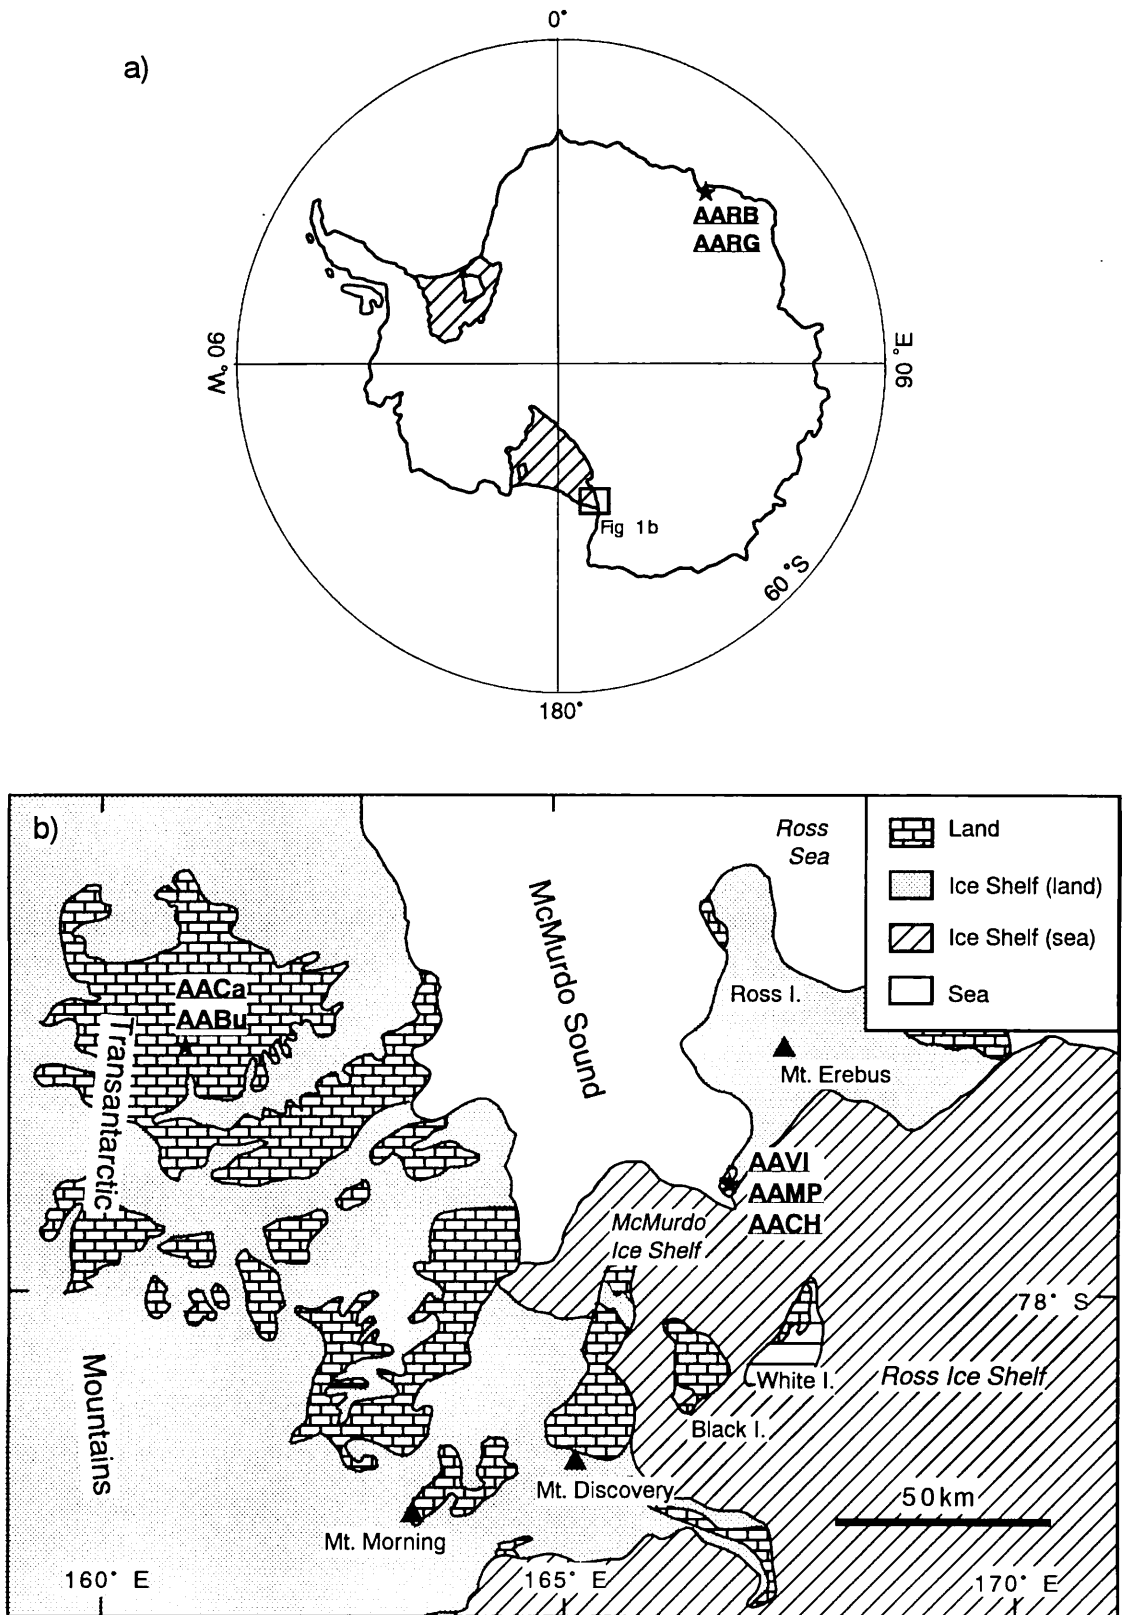 0°
a)
AARB
AARG
90 °W
90 °E
Fig 1b
60 °S
180°
b)
Ross
Sea
Land
Ice Shelf (land)
Ice Shelf (sea)
Sea
McMurdo Sound
AACa
AABu
Ross I.
Mt. Erebus
Transantarctic
AAVI
AAMP
AACH
McMurdo
Ice Shelf
78° S
Mountains
White I.
Ross Ice Shelf
Black I.
Mt. Discovery
50km
Mt. Morning
160° E
165° E
170° E